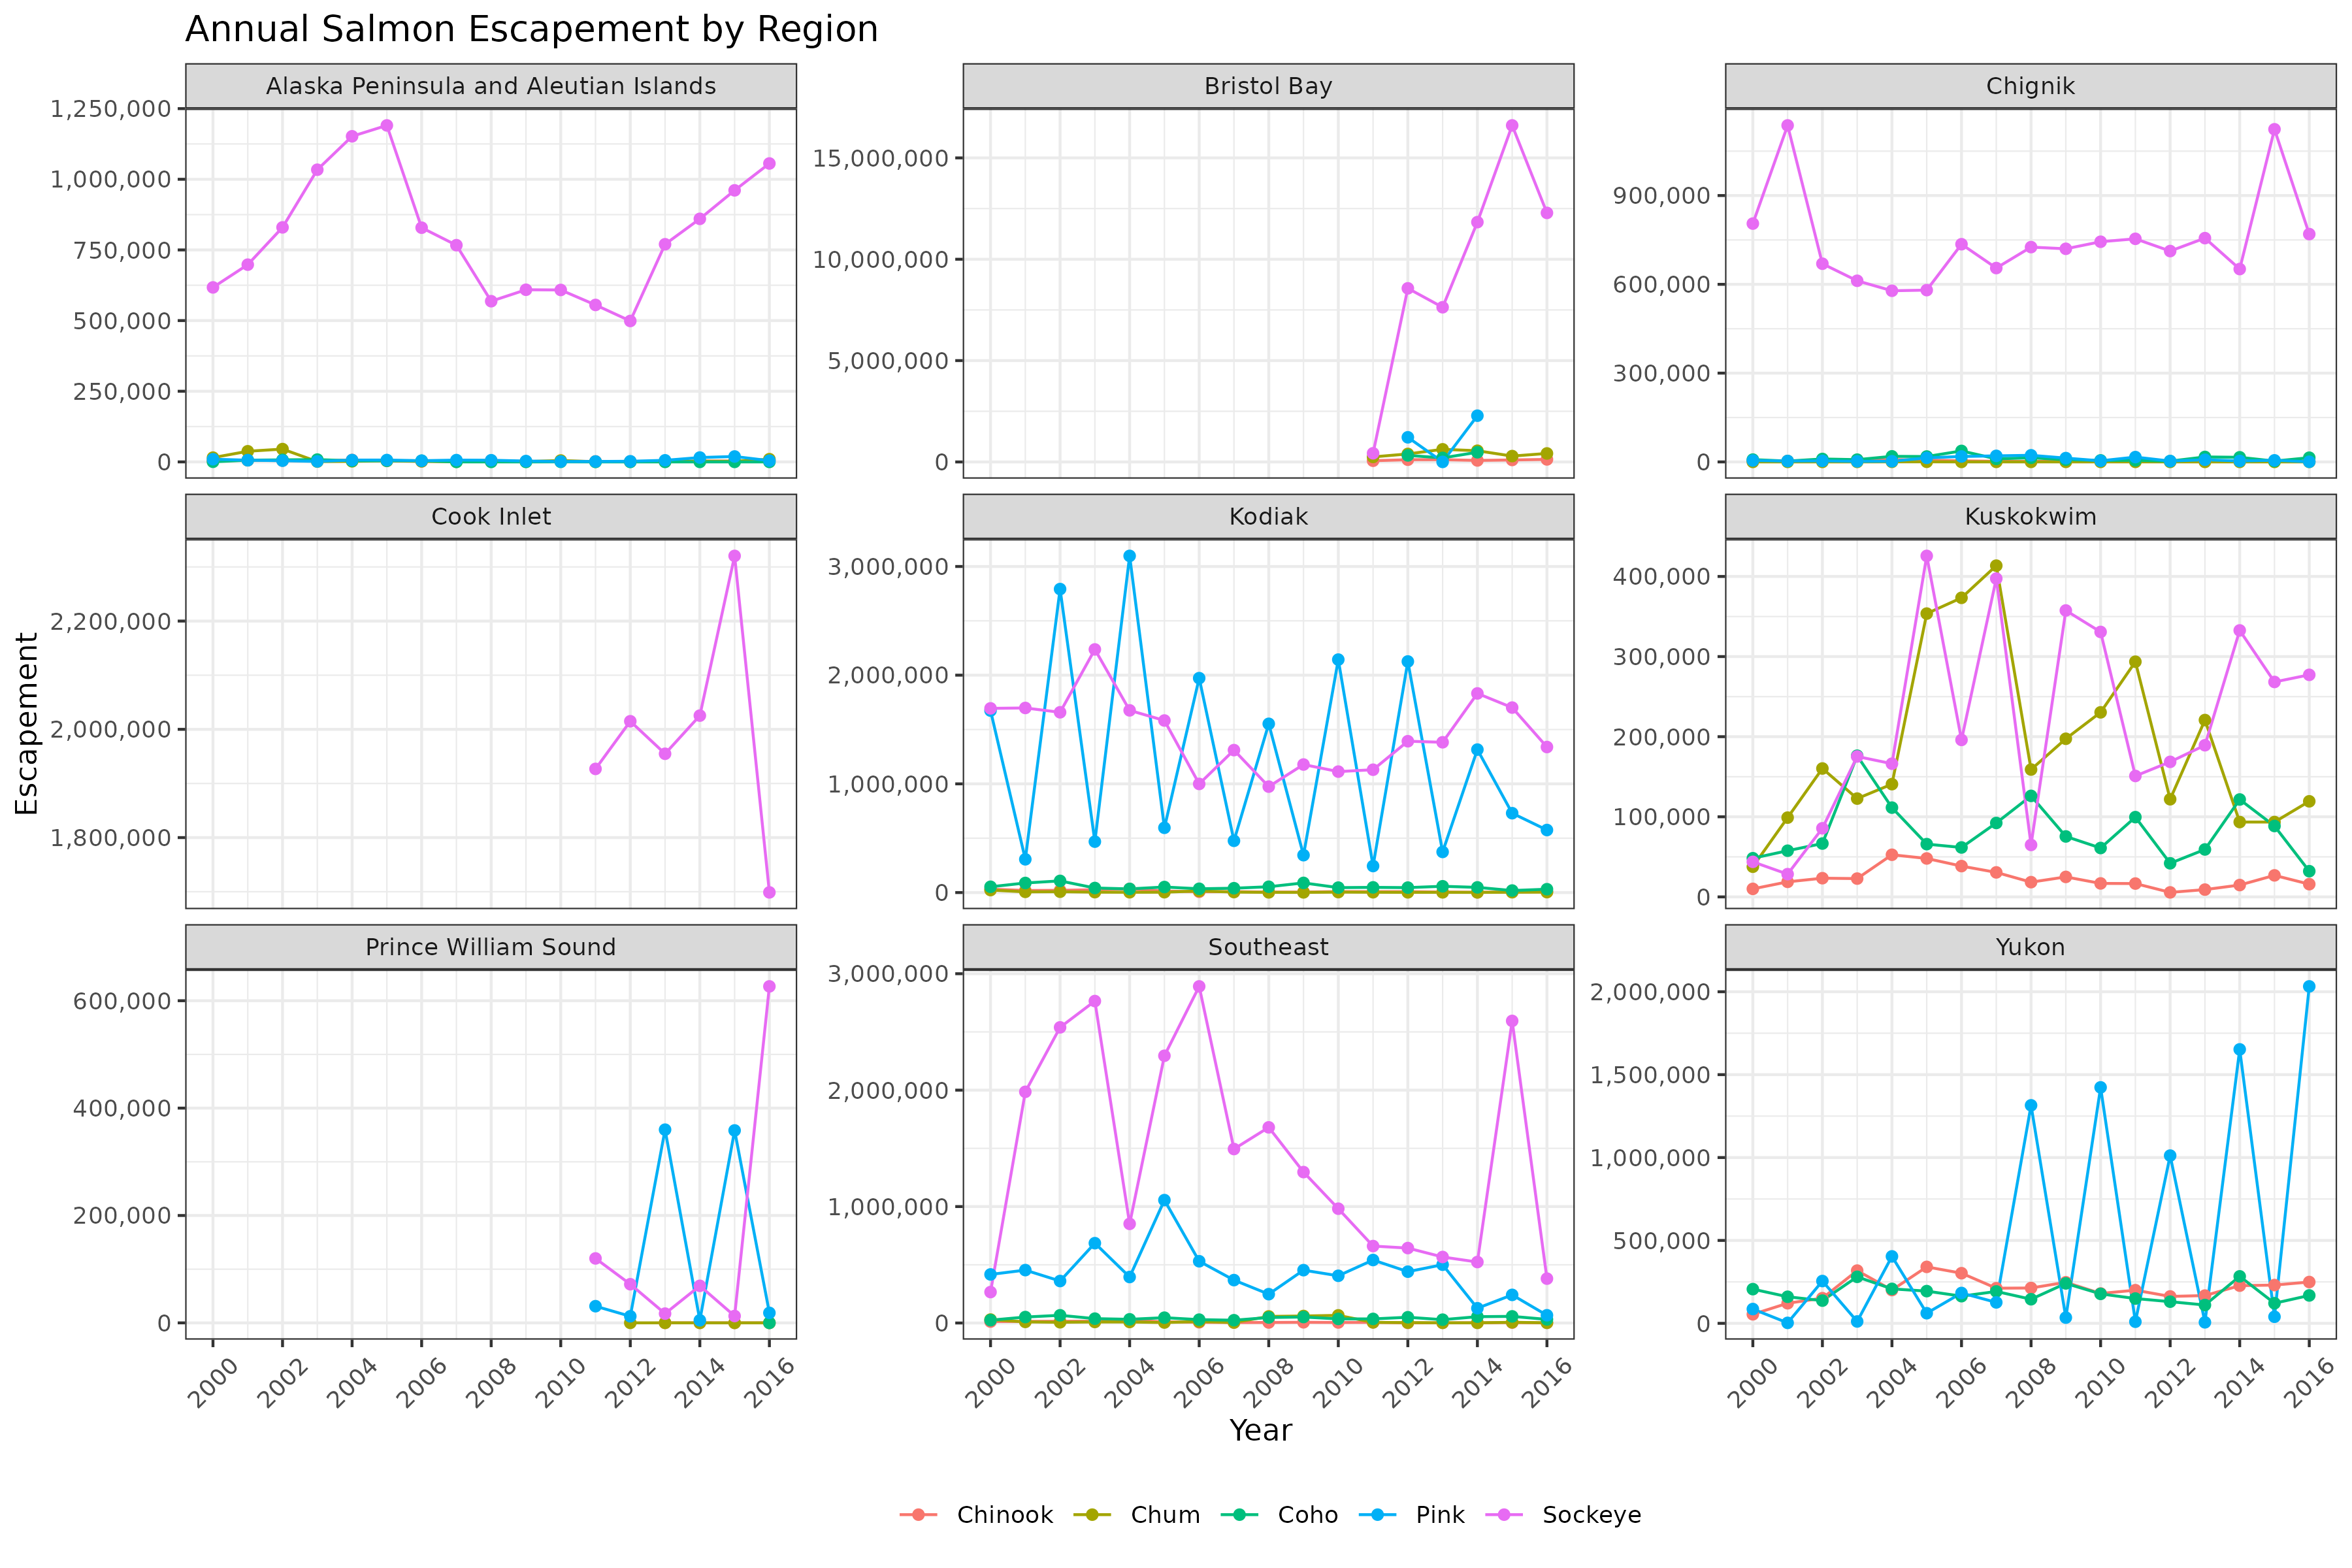 Annual Salmon Escapement by Region
Alaska Peninsula and Aleutian Islands
1,250,000
1,000,000
750,000
500,000
250,000
0
Bristol Bay
15,000,000
10,000,000
5,000,000
0
Chignik
900,000
600,000
300,000
0
Escapement
Cook Inlet
2,200,000
2,000,000
1,800,000
Kodiak
3,000,000
2,000,000
1,000,000
0
Kuskokwim
400,000
300,000
200,000
100,000
0
Prince William Sound
600,000
400,000
200,000
0
2000 2002 2004 2006 2008 2010 2012 2014 2016
Southeast
3,000,000
2,000,000
1,000,000
0
2000 2002 2004 2006 2008 2010 2012 2014 2016
Yukon
2,000,000
1,500,000
1,000,000
500,000
0
2000 2002 2004 2006 2008 2010 2012 2014 2016
Year
Chinook Chum Coho Pink Sockeye